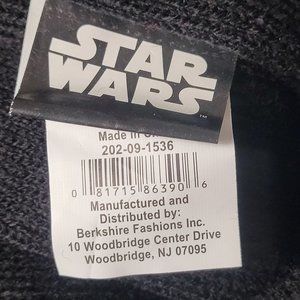 STAR
WARS
Made in
202-09-1536
0 81715 86390 6
Manufactured and
Distributed by:
Berkshire Fashions Inc.
10 Woodbridge Center Drive
Woodbridge, NJ 07095